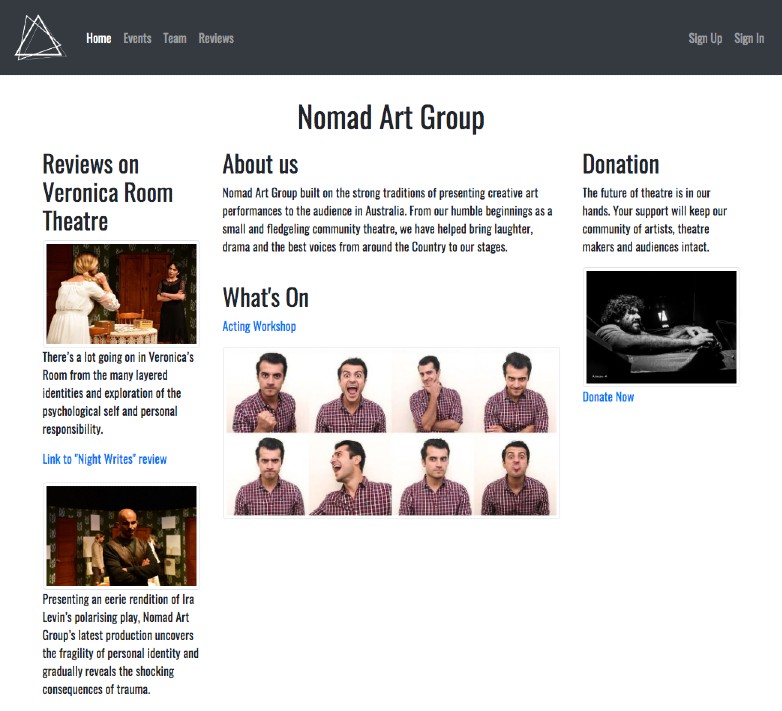 Home Events Team Reviews Sign Up Sign In
Nomad Art Group
Reviews on
Veronica Room
Theatre
There's a lot going on in Veronica's
Room from the many layered
identities and exploration of the
psychological self and personal
responsibility.
Link to "Night Writes" review
Presenting an eerie rendition of Ira
Levin's polarising play, Nomad Art
Group's latest production uncovers
the fragility of personal identity and
gradually reveals the shocking
consequences of trauma.
About us
Nomad Art Group built on the strong traditions of presenting creative art
performances to the audience in Australia. From our humble beginnings as a
small and fledgeling community theatre, we have helped bring laughter,
drama and the best voices from around the Country to our stages.
What's On
Acting Workshop
Donation
The future of theatre is in our
hands. Your support will keep our
community of artists, theatre
makers and audiences intact.
Donate Now